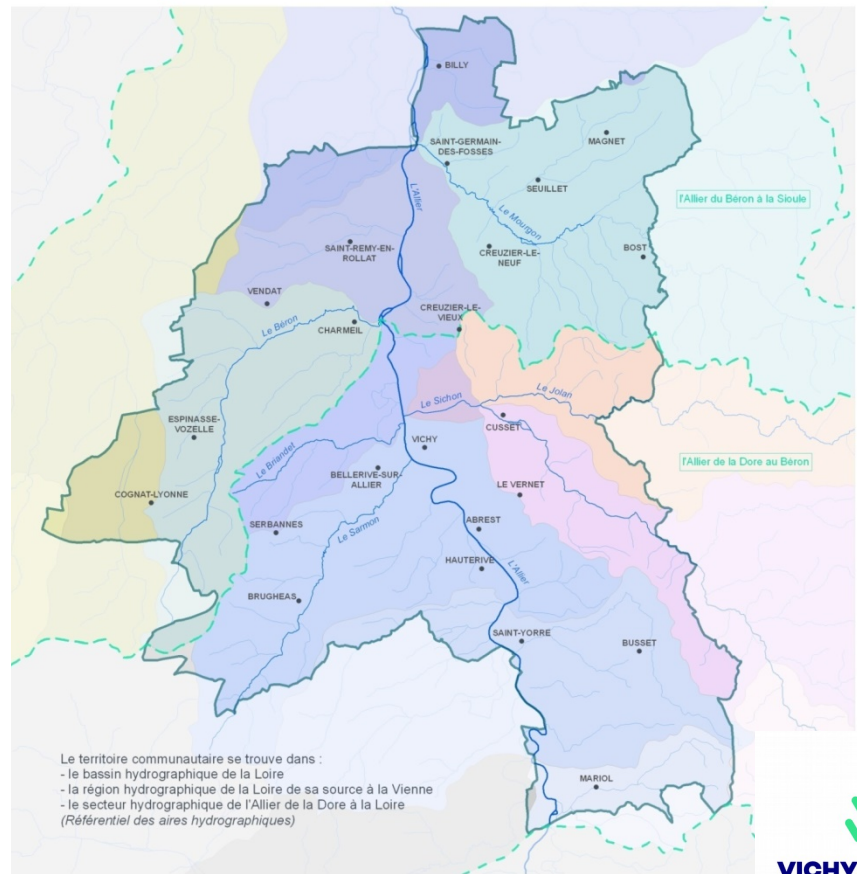 BILLY
SAINT-GERMAIN-
DES-FOSSES
MAGNET
SEUILLET
L'Allier
Le Mourgon
l'Allier du Béron à la Sioule
SAINT-REMY-EN-
ROLLAT
CREUZIER-LE-
NEUF
BOST
VENDAT
CREUZIER-LE-
VIEUX
Le Béron
CHARMEIL
Le Sichon
Le Jolan
ESPINASSE-
VOZELLE
CUSSET
VICHY
Le Briandet
BELLERIVE-SUR-
ALLIER
l'Allier de la Dore au Béron
LE VERNET
COGNAT-LYONNE
SERBANNES
Le Sarmon
ABREST
HAUTERIVE
L'Allier
BRUGHEAS
SAINT-YORRE
BUSSET
MARIOL
Le territoire communautaire se trouve dans :
- le bassin hydrographique de la Loire
- la région hydrographique de la Loire de sa source à la Vienne
- le secteur hydrographique de l'Allier de la Dore à la Loire
(Référentiel des aires hydrographiques)
VICHY